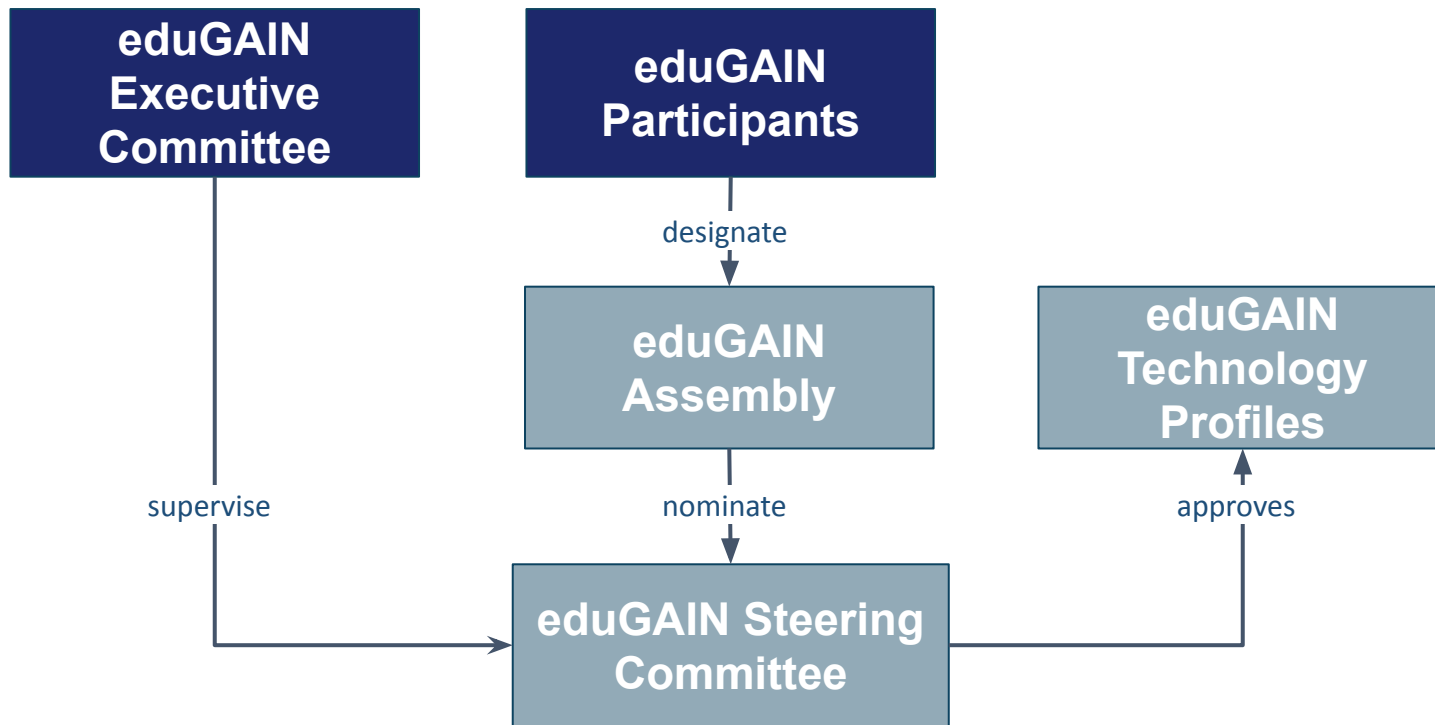 eduGAIN
Executive
Committee
eduGAIN
Participants
designate
eduGAIN
Assembly
eduGAIN
Technology
Profiles
supervise
nominate
approves
eduGAIN Steering
Committee